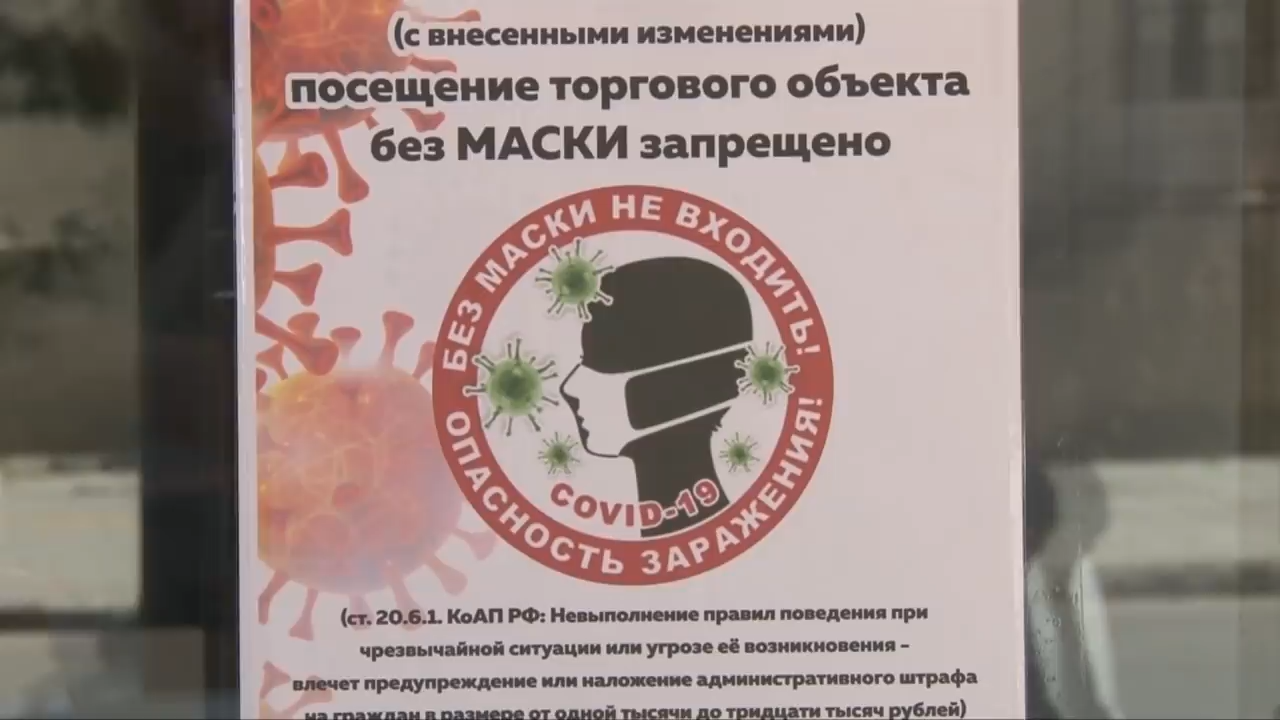 (с внесенными изменениями)
посещение торгового объекта
без МАСКИ запрещено
БЕЗ МАСКИ НЕ ВХОДИТЬ!
COVID-19
ОПАСНОСТЬ ЗАРАЖЕНИЯ!
(ст. 20.6.1. КоАП РФ: Невыполнение правил поведения при
чрезвычайной ситуации или угрозе её возникновения –
влечет предупреждение или наложение административного штрафа
на граждан в размере от одной тысячи до тридцати тысяч рублей)